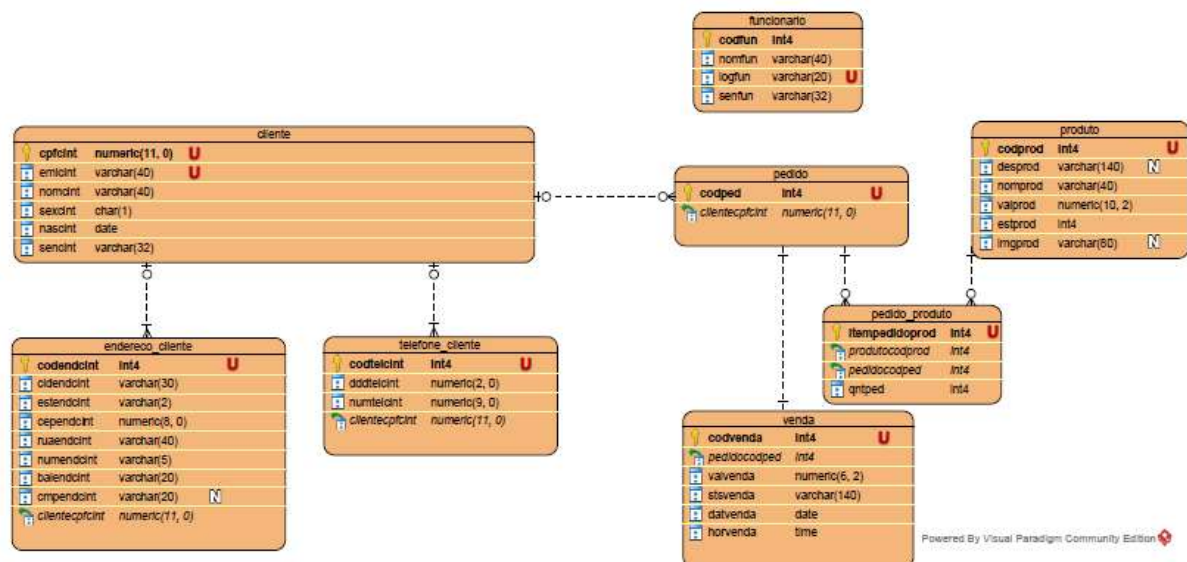 funcionario
codfun int4
nomfun varchar(40)
logfun varchar(20) U
senfun varchar(32)
cliente
cpfclnt numeric(11, 0) U
emlclnt varchar(40) U
nomclnt varchar(40)
sexclnt char(1)
nasclnt date
senclnt varchar(32)
pedido
codped int4 U
clientecpfclnt numeric(11, 0)
produto
codprod int4 U
desprod varchar(140) N
nomprod varchar(40)
valprod numeric(10, 2)
estprod int4
imgprod varchar(80) N
endereco_cliente
codendclnt int4 U
cidendclnt varchar(30)
estendclnt varchar(2)
cependclnt numeric(8, 0)
ruaendclnt varchar(40)
numendclnt varchar(5)
baiendclnt varchar(20)
cmpendclnt varchar(20) N
clientecpfclnt numeric(11, 0)
telefone_cliente
codtelclnt int4 U
dddtelclnt numeric(2, 0)
numtelclnt numeric(9, 0)
clientecpfclnt numeric(11, 0)
pedido_produto
itempedidoprod int4 U
produtocodprod int4
pedidocodped int4
qntped int4
venda
codvenda int4 U
pedidocodped int4
valvenda numeric(6, 2)
stsvenda varchar(140)
datvenda date
horvenda time
Powered By Visual Paradigm Community Edition